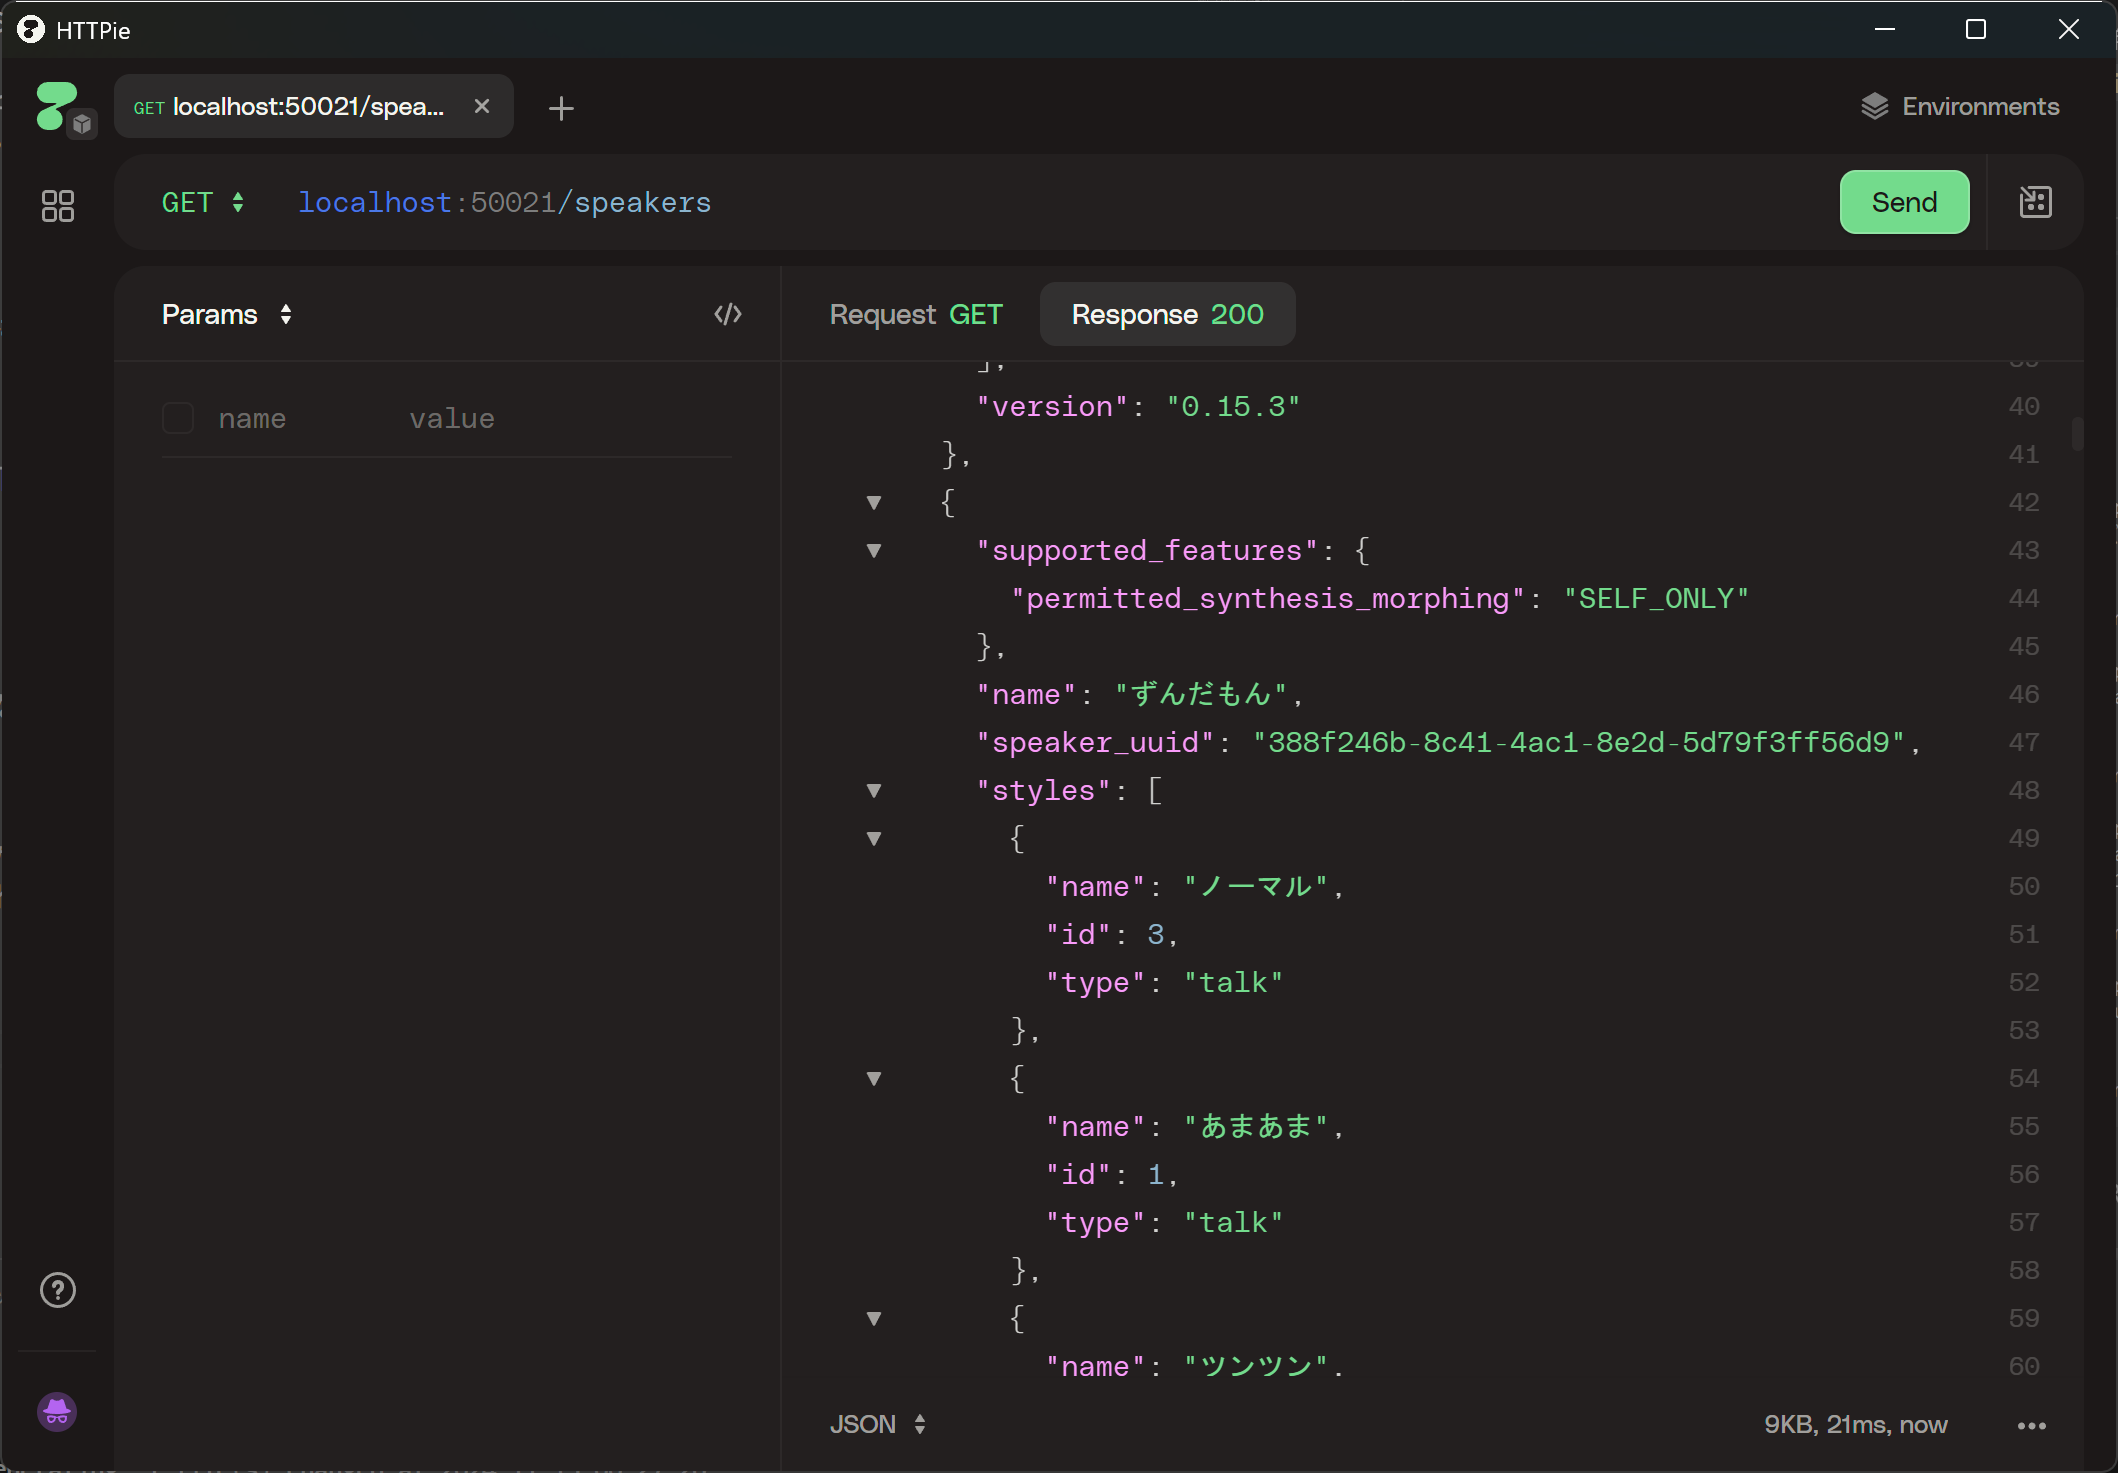 HTTPie
GET localhost:50021/spea...
Environments
GET localhost:50021/speakers
Send
Params
Request GET
Response 200
name value
], 
"version": "0.15.3" 40
}, 41
{ 42
"supported_features": { 43
"permitted_synthesis_morphing": "SELF_ONLY" 44
}, 45
"name": "ずんだもん", 46
"speaker_uuid": "388f246b-8c41-4ac1-8e2d-5d79f3ff56d9", 47
"styles": [ 48
{ 49
"name": "ノーマル", 50
"id": 3, 51
"type": "talk" 52
}, 53
{ 54
"name": "あまあま", 55
"id": 1, 56
"type": "talk" 57
}, 58
{ 59
"name": "ツンツン", 60
JSON
9KB, 21ms, now